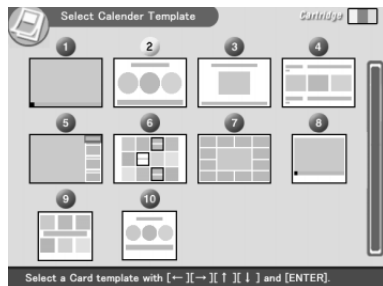 Select Calender Template
Cartridge
1 2 3 4
5 6 7 8
9 10
Select a Card template with [←][→][↑][↓] and [ENTER].